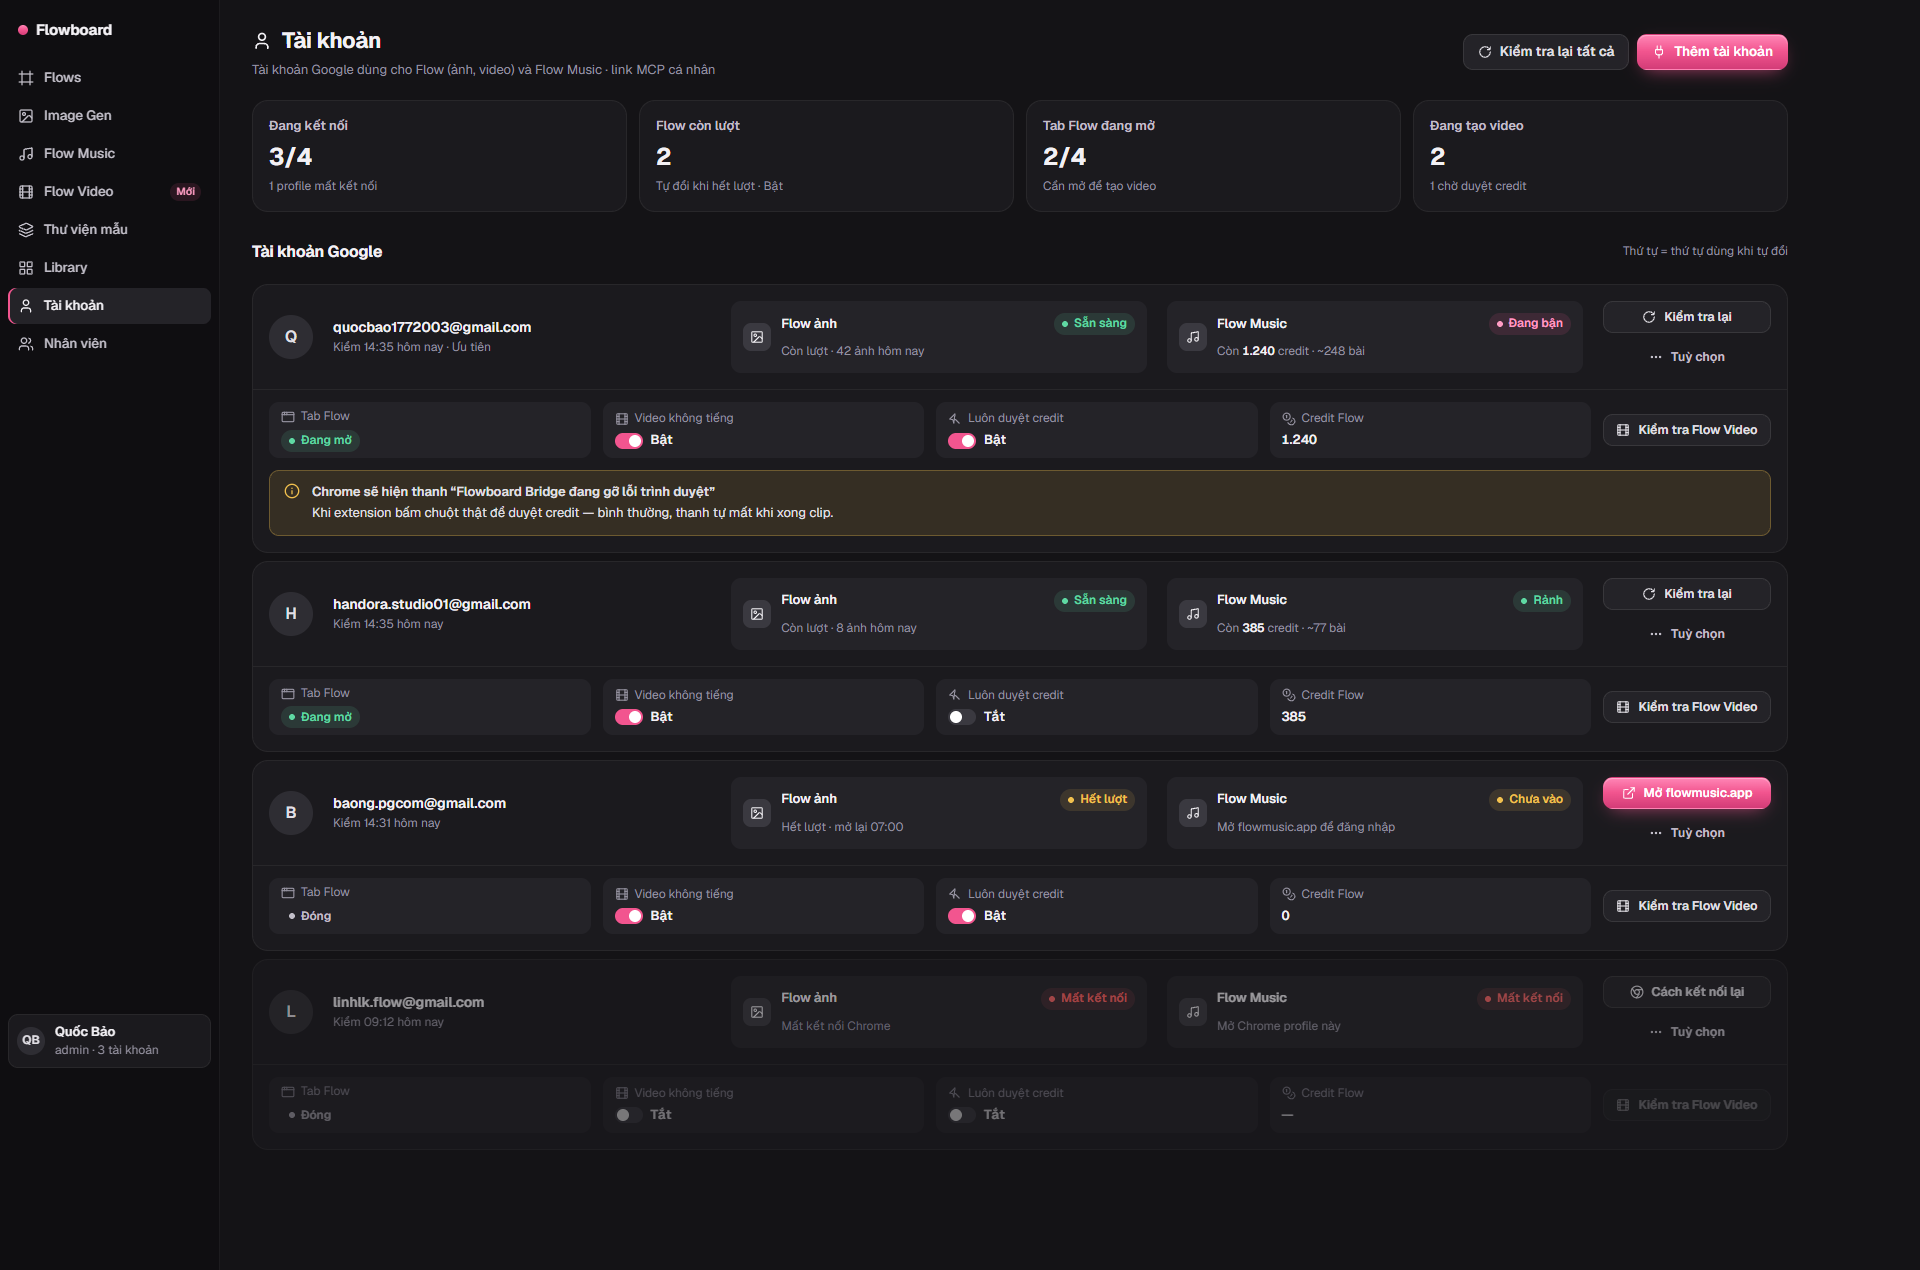 Flowboard
Flows
Image Gen
Flow Music
Flow Video
Mới
Thư viện mẫu
Library
Tài khoản
Nhân viên
QB
Quốc Bảo
admin · 3 tài khoản
Tài khoản
Tài khoản Google dùng cho Flow (ảnh, video) và Flow Music · link MCP cá nhân
Kiểm tra lại tất cả
Thêm tài khoản
Đang kết nối
3/4
1 profile mất kết nối
Flow còn lượt
2
Tự đổi khi hết lượt · Bật
Tab Flow đang mở
2/4
Cần mở để tạo video
Đang tạo video
2
1 chờ duyệt credit
Tài khoản Google
Thứ tự = thứ tự dùng khi tự đổi
Q
quocbao1772003@gmail.com
Kiểm 14:35 hôm nay · Ưu tiên
Flow ảnh
Sẵn sàng
Còn lượt · 42 ảnh hôm nay
Flow Music
Đang bận
Còn 1.240 credit · ~248 bài
Kiểm tra lại
Tuỳ chọn
Tab Flow
Đang mở
Video không tiếng
Bật
Luôn duyệt credit
Bật
Credit Flow
1.240
Kiểm tra Flow Video
Chrome sẽ hiện thanh “Flowboard Bridge đang gỡ lỗi trình duyệt”
Khi extension bấm chuột thật để duyệt credit — bình thường, thanh tự mất khi xong clip.
H
handora.studio01@gmail.com
Kiểm 14:35 hôm nay
Flow ảnh
Sẵn sàng
Còn lượt · 8 ảnh hôm nay
Flow Music
Rảnh
Còn 385 credit · ~77 bài
Kiểm tra lại
Tuỳ chọn
Tab Flow
Đang mở
Video không tiếng
Bật
Luôn duyệt credit
Tắt
Credit Flow
385
Kiểm tra Flow Video
B
baong.pgcom@gmail.com
Kiểm 14:31 hôm nay
Flow ảnh
Hết lượt
Hết lượt · mở lại 07:00
Flow Music
Chưa vào
Mở flowmusic.app để đăng nhập
Mở flowmusic.app
Tuỳ chọn
Tab Flow
Đóng
Video không tiếng
Bật
Luôn duyệt credit
Bật
Credit Flow
0
Kiểm tra Flow Video
L
linhlk.flow@gmail.com
Kiểm 09:12 hôm nay
Flow ảnh
Mất kết nối
Mất kết nối Chrome
Flow Music
Mất kết nối
Mở Chrome profile này
Cách kết nối lại
Tuỳ chọn
Tab Flow
Đóng
Video không tiếng
Tắt
Luôn duyệt credit
Tắt
Credit Flow
—
Kiểm tra Flow Video